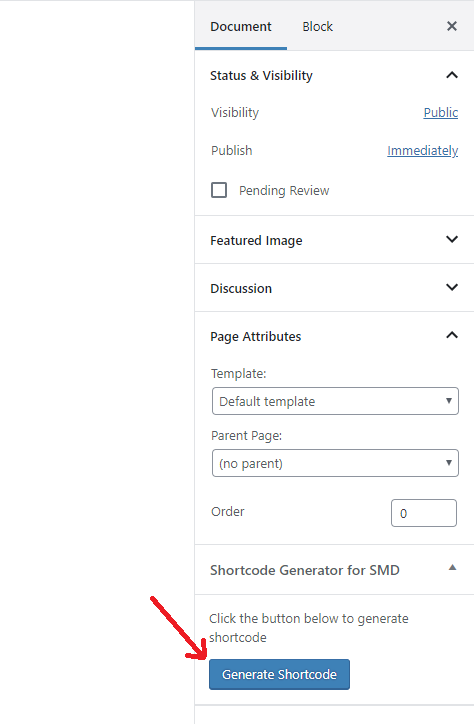 Document Block
Status & Visibility
Visibility Public
Publish Immediately
Pending Review
Featured Image
Discussion
Page Attributes
Template:
Default template
Parent Page:
(no parent)
Order 0
Shortcode Generator for SMD
Click the button below to generate
shortcode
Generate Shortcode